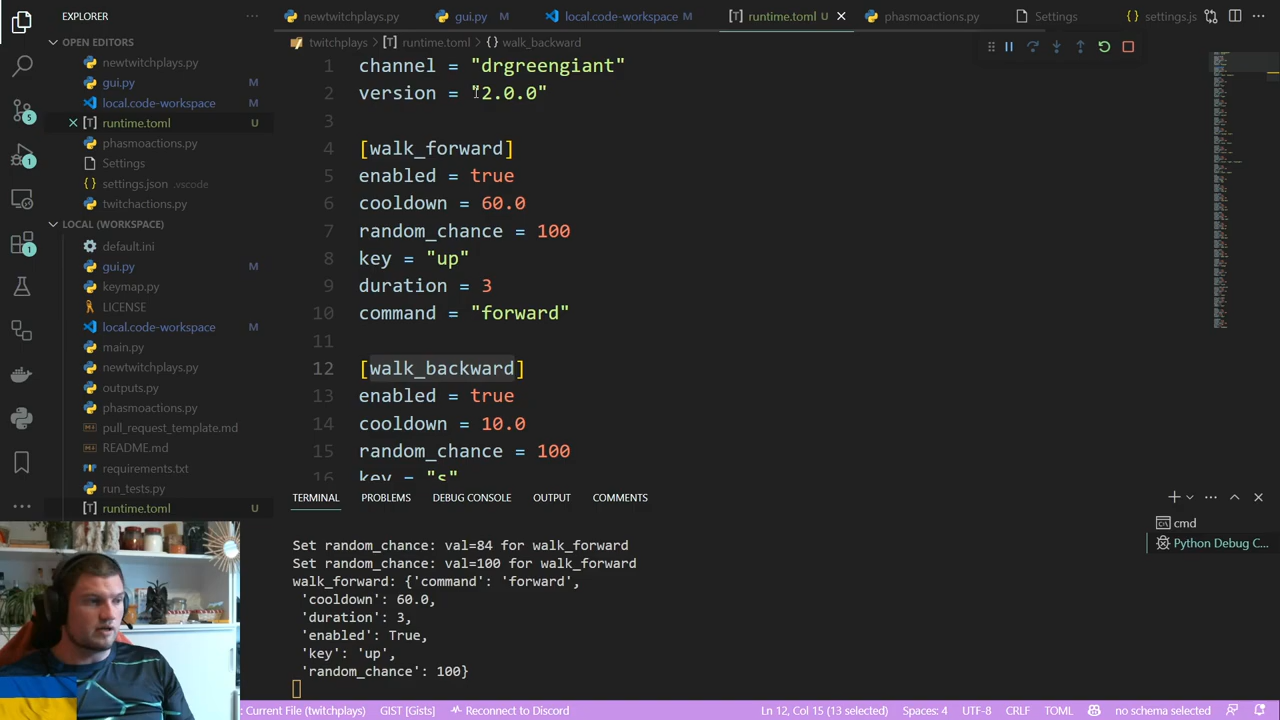 EXPLORER
newtwitchplays.py
gui.py M
local.code-workspace M
runtime.toml U
phasmoactions.py
Settings
settings.js
OPEN EDITORS
newtwitchplays.py
gui.py M
local.code-workspace M
runtime.toml U
phasmoactions.py
Settings
settings.json .vscode
twitchactions.py
LOCAL (WORKSPACE)
default.ini
gui.py M
keymap.py
LICENSE
local.code-workspace M
main.py
newtwitchplays.py
outputs.py
phasmoactions.py
pull_request_template.md
README.md
requirements.txt
run_tests.py
runtime.toml U
1
1
1
twitchplays > runtime.toml > {} walk_backward
1 channel = "drgreengiant"
2 version = "2.0.0"
3
4 [walk_forward]
5 enabled = true
6 cooldown = 60.0
7 random_chance = 100
8 key = "up"
9 duration = 3
10 command = "forward"
11
12 [walk_backward]
13 enabled = true
14 cooldown = 10.0
15 random_chance = 100
16 key = "s"
TERMINAL PROBLEMS DEBUG CONSOLE OUTPUT COMMENTS
cmd
Python Debug C...
Set random_chance: val=84 for walk_forward
Set random_chance: val=100 for walk_forward
walk_forward: {'command': 'forward',
'cooldown': 60.0,
'duration': 3,
'enabled': True,
'key': 'up',
'random_chance': 100}
: Current File (twitchplays) GIST [Gists] Reconnect to Discord Ln 12, Col 15 (13 selected) Spaces: 4 UTF-8 CRLF TOML no schema selected